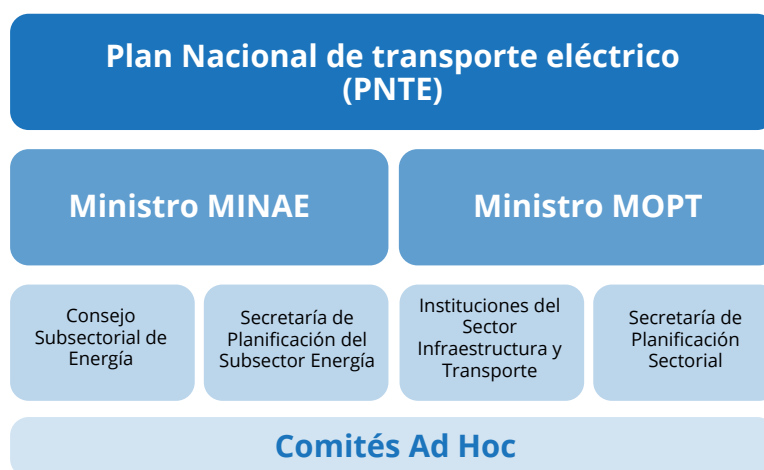 Plan Nacional de transporte eléctrico
(PNTE)
Ministro MINAE
Ministro MOPT
Consejo
Subsectorial de
Energía
Secretaría de
Planificación del
Subsector Energía
Instituciones del
Sector
Infraestructura y
Transporte
Secretaría de
Planificación
Sectorial
Comités Ad Hoc